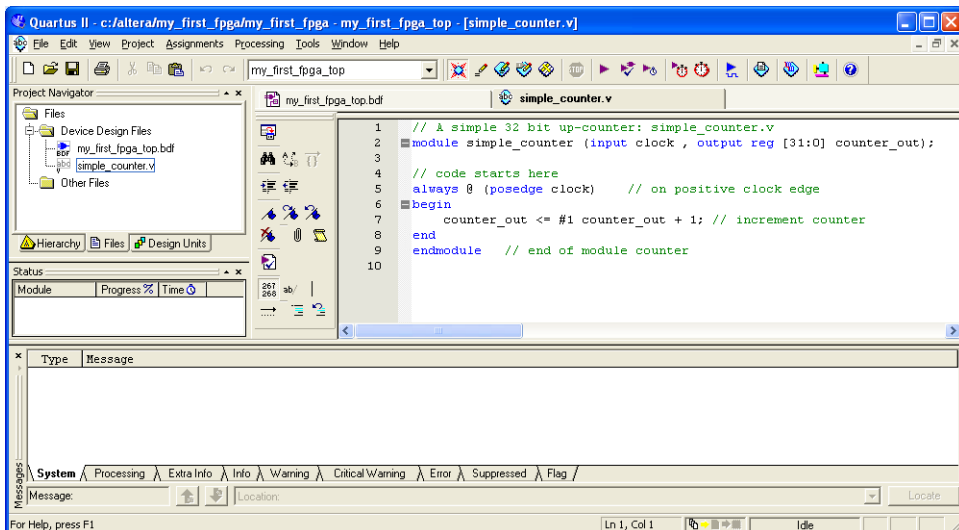 Quartus II - c:/altera/my_first_fpga/my_first_fpga - my_first_fpga_top - [simple_counter.v]
File Edit View Project Assignments Processing Tools Window Help
my_first_fpga_top
Project Navigator
Files
Device Design Files
my_first_fpga_top.bdf
simple_counter.v
Other Files
Hierarchy Files Design Units
Status
Module Progress % Time
my_first_fpga_top.bdf simple_counter.v
267
268 ab/
1 // A simple 32 bit up-counter: simple_counter.v
2 module simple_counter (input clock , output reg [31:0] counter_out);
3
4 // code starts here
5 always @ (posedge clock) // on positive clock edge
6 begin
7 counter_out <= #1 counter_out + 1; // increment counter
8 end
9 endmodule // end of module counter
10
Type Message
System Processing Extra Info Info Warning Critical Warning Error Suppressed Flag
Messages
Message: Location: Locate
For Help, press F1 Ln 1, Col 1 Idle